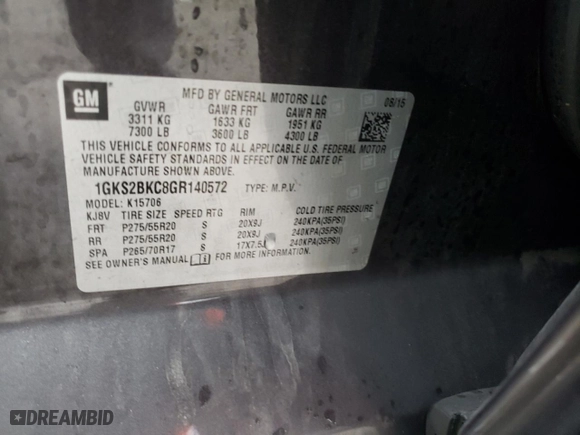 GM
MFD BY GENERAL MOTORS LLC
08/15
GVWR GAWR FRT GAWR RR
3311 KG 1633 KG 1951 KG
7300 LB 3600 LB 4300 LB
THIS VEHICLE CONFORMS TO ALL APPLICABLE U.S. FEDERAL MOTOR
VEHICLE SAFETY STANDARDS IN EFFECT ON THE DATE OF
MANUFACTURE SHOWN ABOVE.
1GKS2BKC8GR140572 TYPE: M.P.V.
MODEL: K15706
KJ8V TIRE SIZE SPEED RTG RIM COLD TIRE PRESSURE
FRT P275/55R20 S 20X9J 240KPA(35PSI)
RR P275/55R20 S 20X9J 240KPA(35PSI)
SPA P265/70R17 S 17X7.5J 240KPA(35PSI)
SEE OWNER'S MANUAL FOR MORE INFORMATION.
DREAMBID